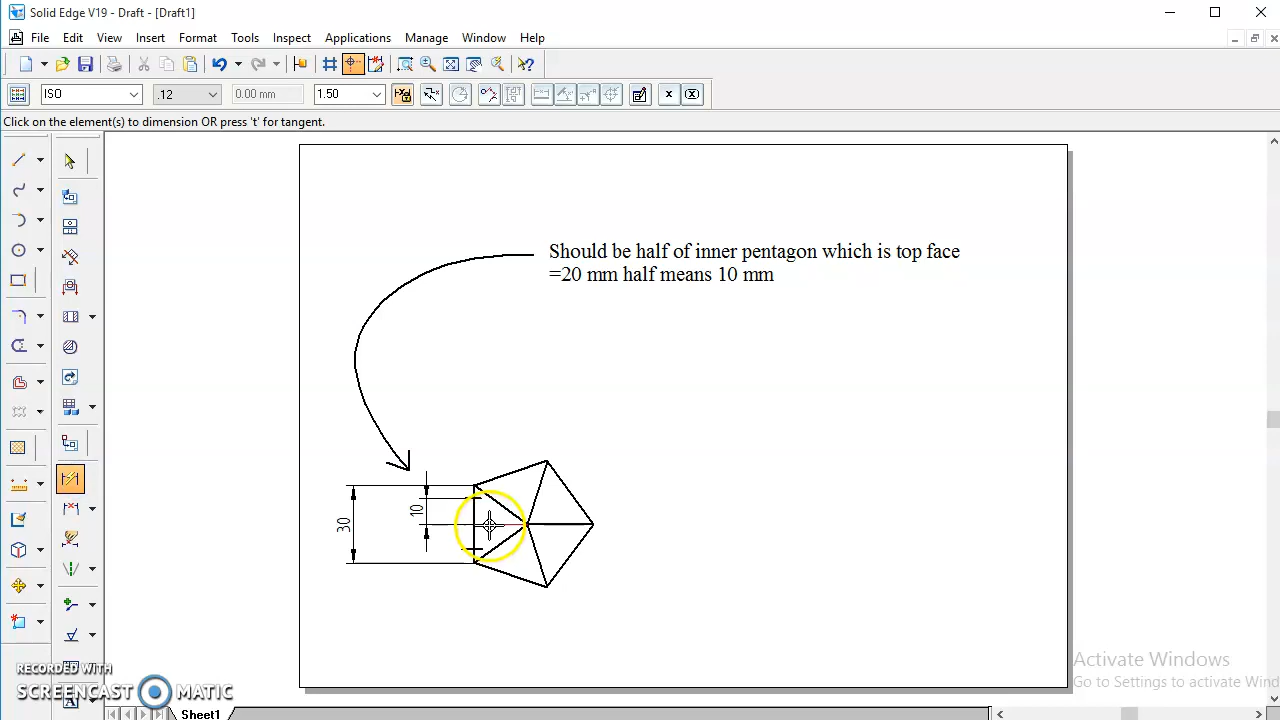 Solid Edge V19 - Draft - [Draft1]
File Edit View Insert Format Tools Inspect Applications Manage Window Help
ISO 12 0.00 mm 1.50
Click on the element(s) to dimension OR press 't' for tangent.
Should be half of inner pentagon which is top face
=20 mm half means 10 mm
10
30
Activate Windows
Go to Settings to activate Wind
RECORDED WITH
SCREENCAST MATIC
A
Sheet1